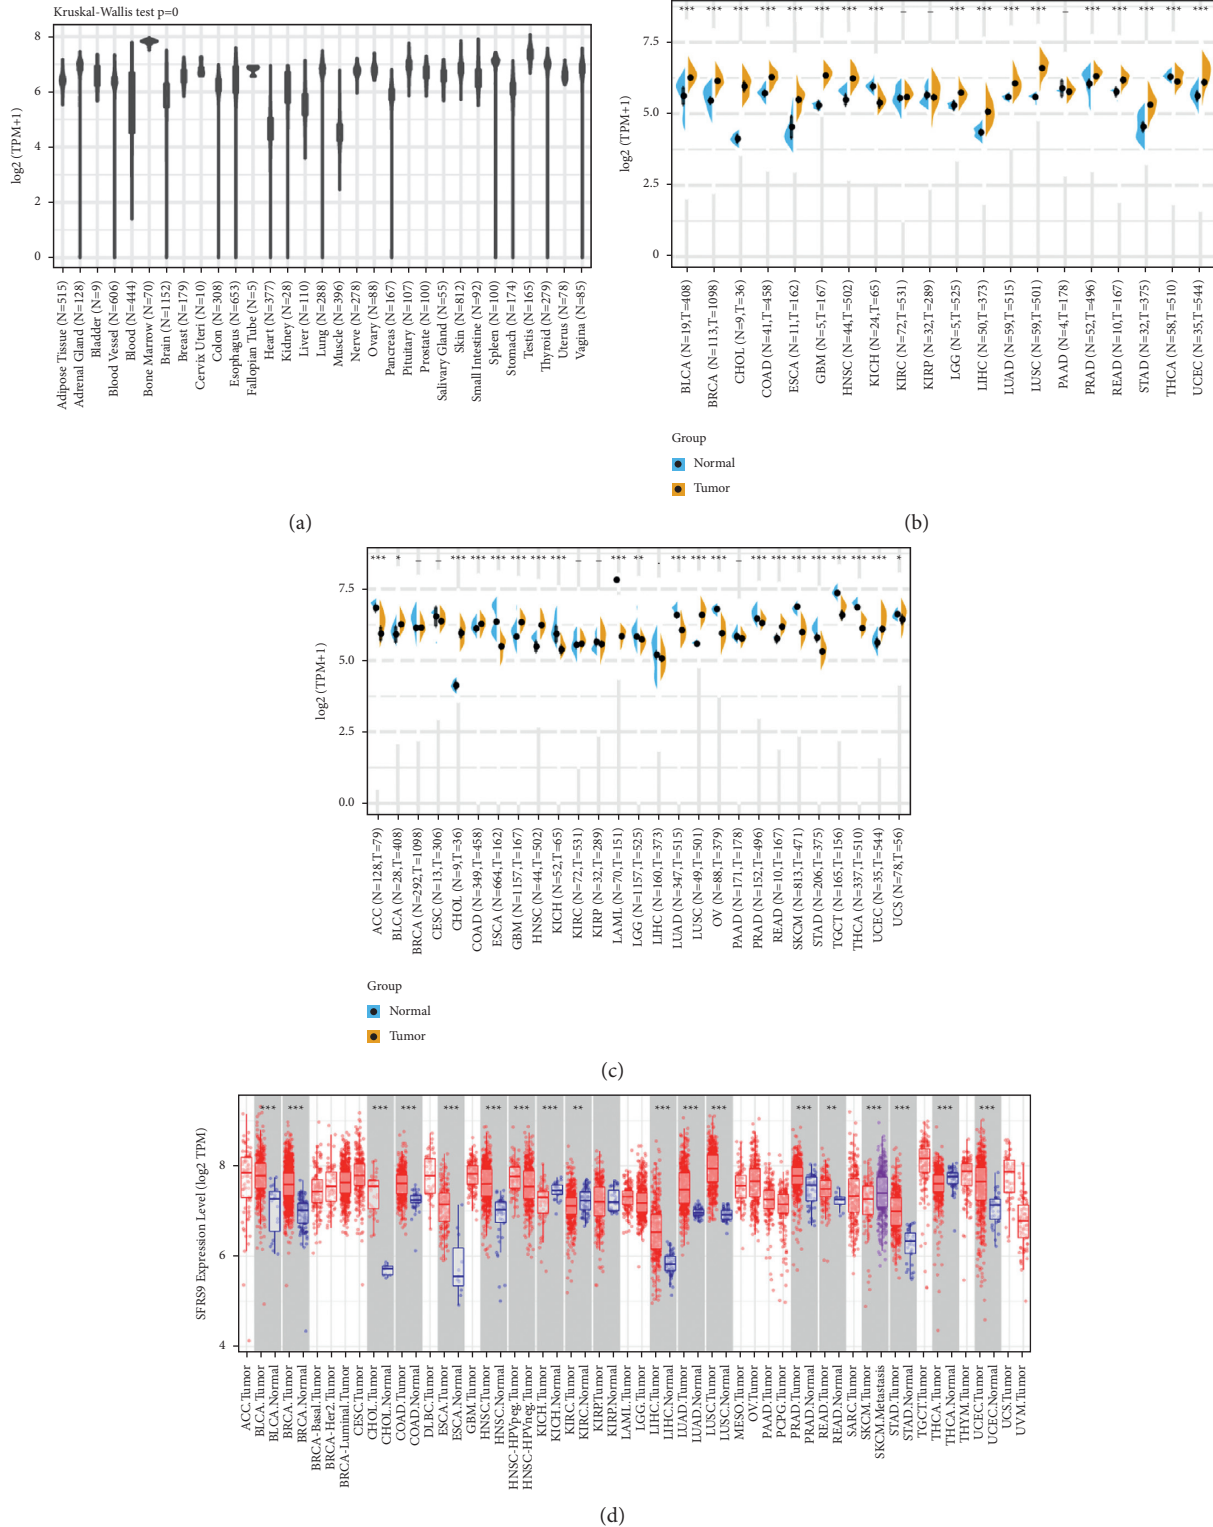 Kruskal-Wallis test p=0
log2 (TPM+1)
8
6
4
2
0
Adipose Tissue (N=515)
Adrenal Gland (N=128)
Bladder (N=9)
Blood Vessel (N=606)
Blood (N=444)
Bone Marrow (N=70)
Brain (N=1152)
Breast (N=179)
Cervix Uteri (N=10)
Colon (N=308)
Esophagus (N=653)
Fallopian Tube (N=5)
Heart (N=377)
Kidney (N=28)
Liver (N=110)
Lung (N=288)
Muscle (N=396)
Nerve (N=278)
Ovary (N=88)
Pancreas (N=167)
Pituitary (N=107)
Prostate (N=100)
Salivary Gland (N=55)
Skin (N=812)
Small Intestine (N=92)
Spleen (N=100)
Stomach (N=174)
Testis (N=165)
Thyroid (N=279)
Uterus (N=78)
Vagina (N=85)
(a)
*** *** *** *** *** *** *** *** – – *** *** *** *** – *** *** *** *** ***
log2 (TPM+1)
7.5
5.0
2.5
0
BLCA (N=19,T=408)
BRCA (N=113,T=1098)
CHOL (N=9,T=36)
COAD (N=41,T=458)
ESCA (N=11,T=162)
GBM (N=5,T=167)
HNSC (N=44,T=502)
KICH (N=24,T=65)
KIRC (N=72,T=531)
KIRP (N=32,T=289)
LGG (N=5,T=525)
LIHC (N=50,T=373)
LUAD (N=59,T=515)
LUSC (N=59,T=501)
PAAD (N=4,T=178)
PRAD (N=52,T=496)
READ (N=10,T=167)
STAD (N=32,T=375)
THCA (N=58,T=510)
UCEC (N=35,T=544)
Group
Normal
Tumor
(b)
*** * – – *** *** *** *** *** *** – – *** ** . *** *** *** – *** *** *** *** *** *** *** *
log2 (TPM+1)
7.5
5.0
2.5
0.0
ACC (N=128,T=79)
BLCA (N=28,T=408)
BRCA (N=292,T=1098)
CESC (N=13,T=306)
CHOL (N=9,T=36)
COAD (N=349,T=458)
ESCA (N=664,T=162)
GBM (N=1157,T=167)
HNSC (N=44,T=502)
KICH (N=52,T=65)
KIRC (N=72,T=531)
KIRP (N=32,T=289)
LAML (N=70,T=151)
LGG (N=1157,T=525)
LIHC (N=160,T=373)
LUAD (N=347,T=515)
LUSC (N=49,T=501)
OV (N=88,T=379)
PAAD (N=171,T=178)
PRAD (N=152,T=496)
READ (N=10,T=167)
SKCM (N=813,T=471)
STAD (N=206,T=375)
TGCT (N=165,T=156)
THCA (N=337,T=510)
UCEC (N=35,T=544)
UCS (N=78,T=56)
Group
Normal
Tumor
(c)
*** *** *** *** *** *** *** *** ** *** *** *** *** ** *** *** *** ***
SFRS9 Expression Level (log2 TPM)
8
6
4
ACC.Tumor
BLCA.Tumor
BLCA.Normal
BRCA.Tumor
BRCA.Normal
BRCA-Basal.Tumor
BRCA-Her2.Tumor
BRCA-Luminal.Tumor
CESC.Tumor
CHOL.Tumor
CHOL.Normal
COAD.Tumor
COAD.Normal
DLBC.Tumor
ESCA.Tumor
ESCA.Normal
GBM.Tumor
HNSC.Tumor
HNSC.Normal
HNSC-HPVpeg.Tumor
HNSC-HPVneg.Tumor
KICH.Tumor
KICH.Normal
KIRC.Tumor
KIRC.Normal
KIRP.Tumor
KIRP.Normal
LAML.Tumor
LGG.Tumor
LIHC.Tumor
LIHC.Normal
LUAD.Tumor
LUAD.Normal
LUSC.Tumor
LUSC.Normal
MESO.Tumor
OV.Tumor
PAAD.Tumor
PCPG.Tumor
PRAD.Tumor
PRAD.Normal
READ.Tumor
READ.Normal
SARC.Tumor
SKCM.Tumor
SKCM.Metastasis
STAD.Tumor
STAD.Normal
TGCT.Tumor
THCA.Tumor
THCA.Normal
THYM.Tumor
UCEC.Tumor
UCEC.Normal
UCS.Tumor
UVM.Tumor
(d)